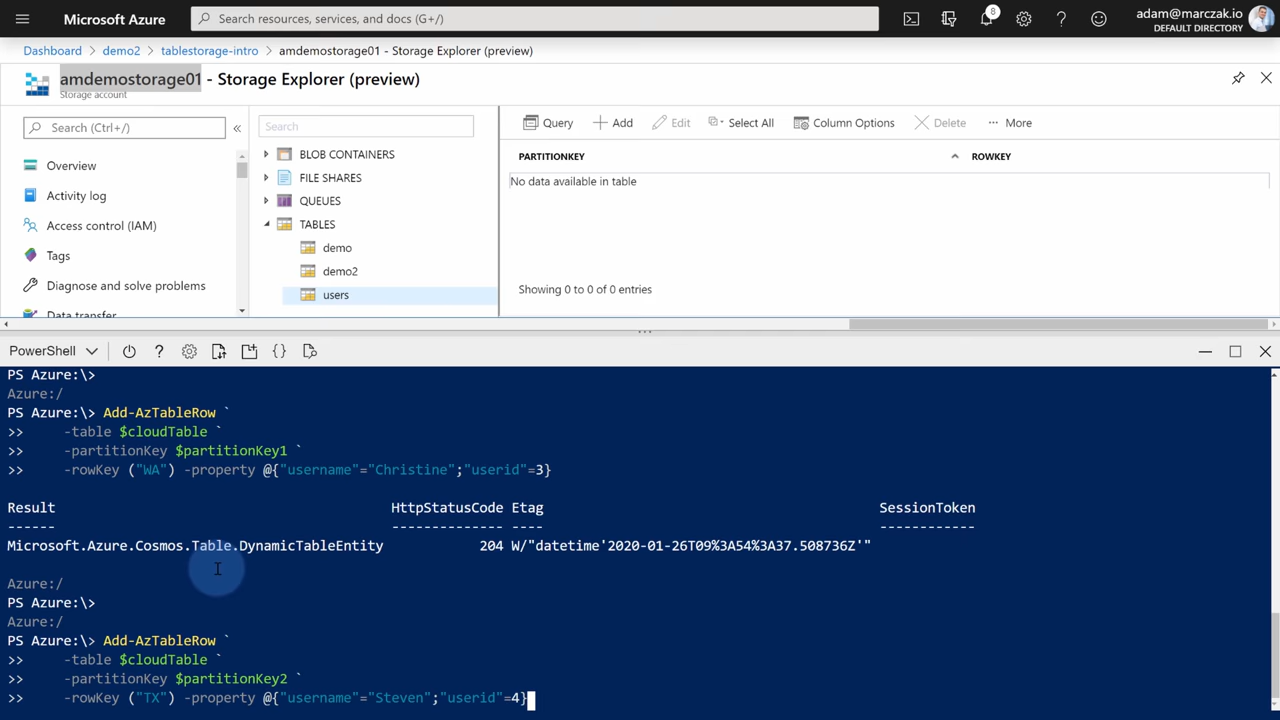 Microsoft Azure
Search resources, services, and docs (G+/)
8
adam@marczak.io
DEFAULT DIRECTORY
Dashboard > demo2 > tablestorage-intro > amdemostorage01 - Storage Explorer (preview)
amdemostorage01 - Storage Explorer (preview)
Storage account
Search (Ctrl+/)
«
Overview
Activity log
Access control (IAM)
Tags
Diagnose and solve problems
Data transfer
Search
BLOB CONTAINERS
FILE SHARES
QUEUES
TABLES
demo
demo2
users
Query Add Edit Select All Column Options Delete ··· More
PARTITIONKEY ROWKEY
No data available in table
Showing 0 to 0 of 0 entries
PowerShell
PS Azure:\>
Azure:/
PS Azure:\> Add-AzTableRow `
>> -table $cloudTable `
>> -partitionKey $partitionKey1 `
>> -rowKey ("WA") -property @{"username"="Christine";"userid"=3}
Result HttpStatusCode Etag SessionToken
------ -------------- ---- ------------
Microsoft.Azure.Cosmos.Table.DynamicTableEntity 204 W/"datetime'2020-01-26T09%3A54%3A37.508736Z'"
Azure:/
PS Azure:\>
Azure:/
PS Azure:\> Add-AzTableRow `
>> -table $cloudTable `
>> -partitionKey $partitionKey2 `
>> -rowKey ("TX") -property @{"username"="Steven";"userid"=4}